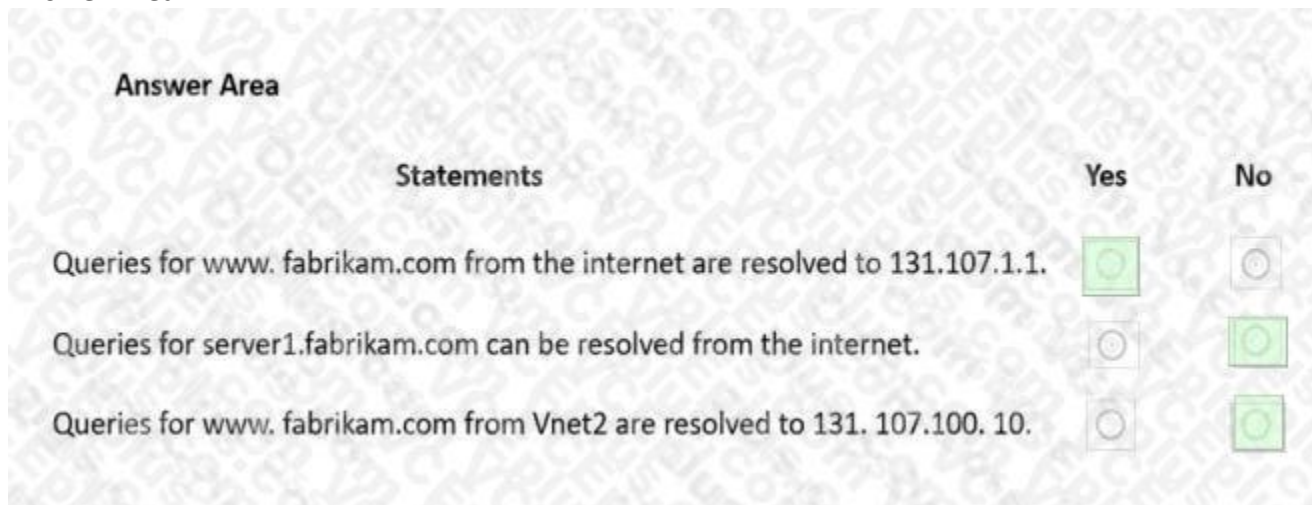 Answer Area
Statements Yes No
Queries for www. fabrikam.com from the internet are resolved to 131.107.1.1.
Queries for server1.fabrikam.com can be resolved from the internet.
Queries for www. fabrikam.com from Vnet2 are resolved to 131. 107.100. 10.